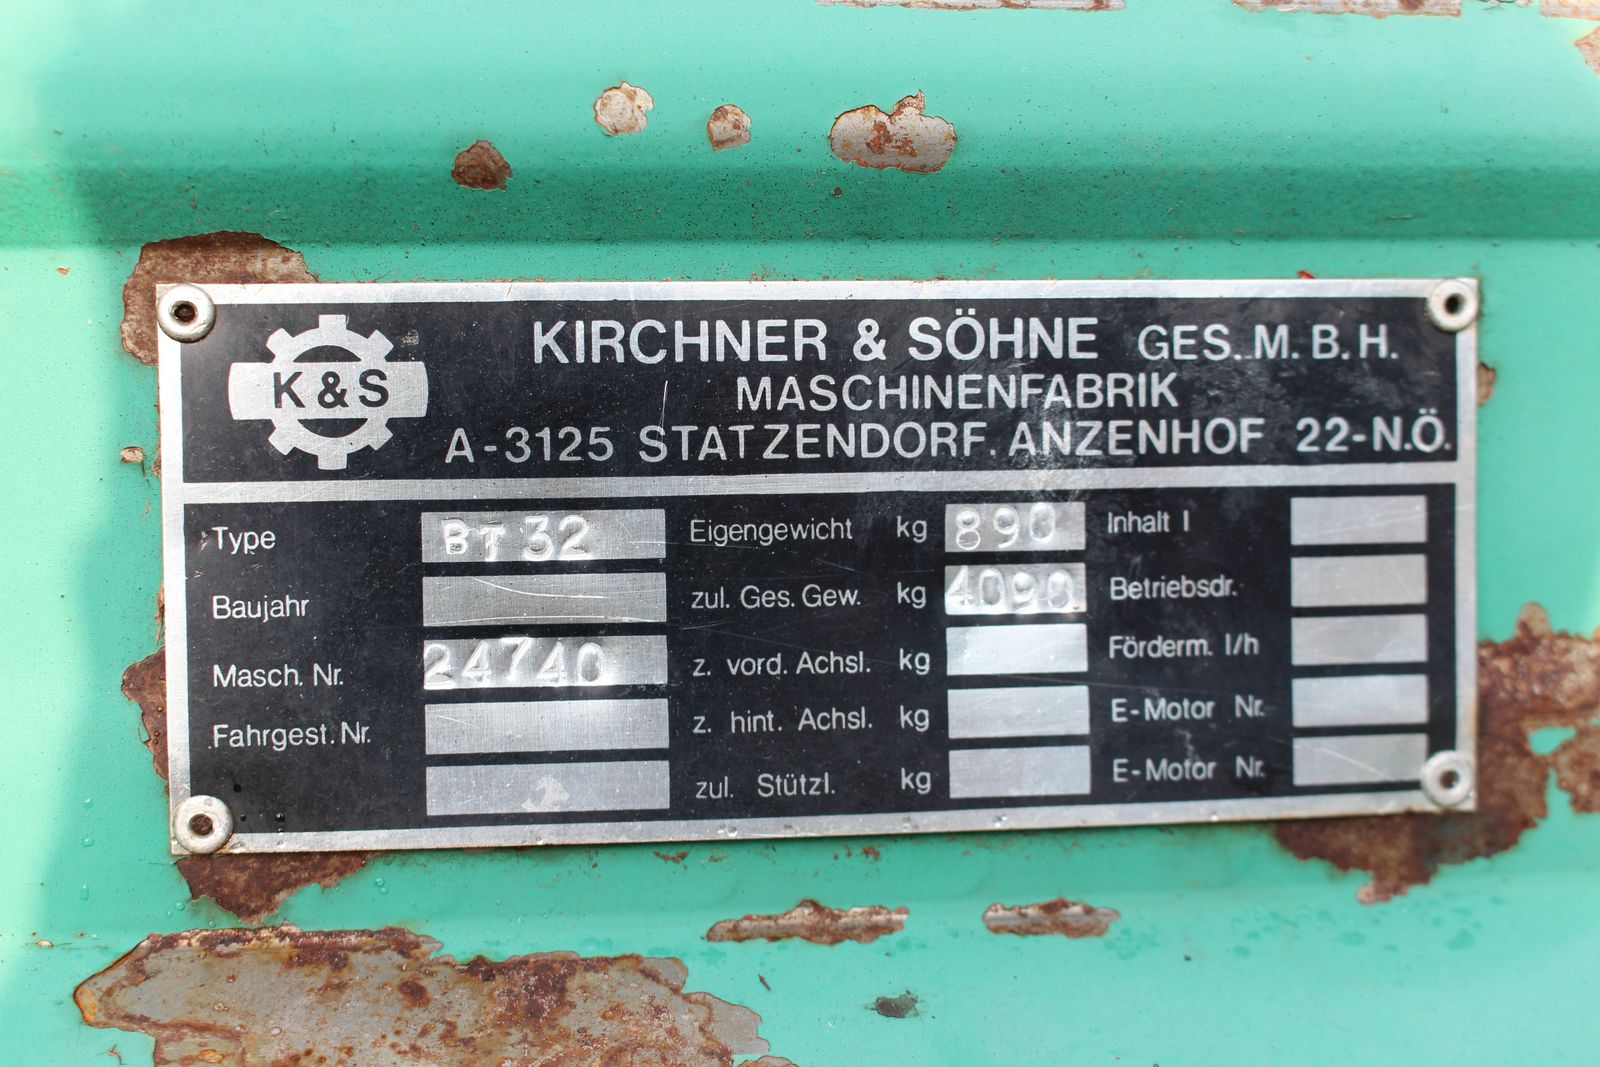 K & S
KIRCHNER & SÖHNE GES. M. B. H.
MASCHINENFABRIK
A-3125 STATZENDORF. ANZENHOF 22-N.Ö.
Type BT 32 Eigengewicht kg 890 Inhalt l
Baujahr zul. Ges. Gew. kg 4090 Betriebsdr.
Masch. Nr. 24740 z. vord. Achsl. kg Förderm. l/h
Fahrgest. Nr. z. hint. Achsl. kg E-Motor Nr.
zul. Stützl. kg E-Motor Nr.